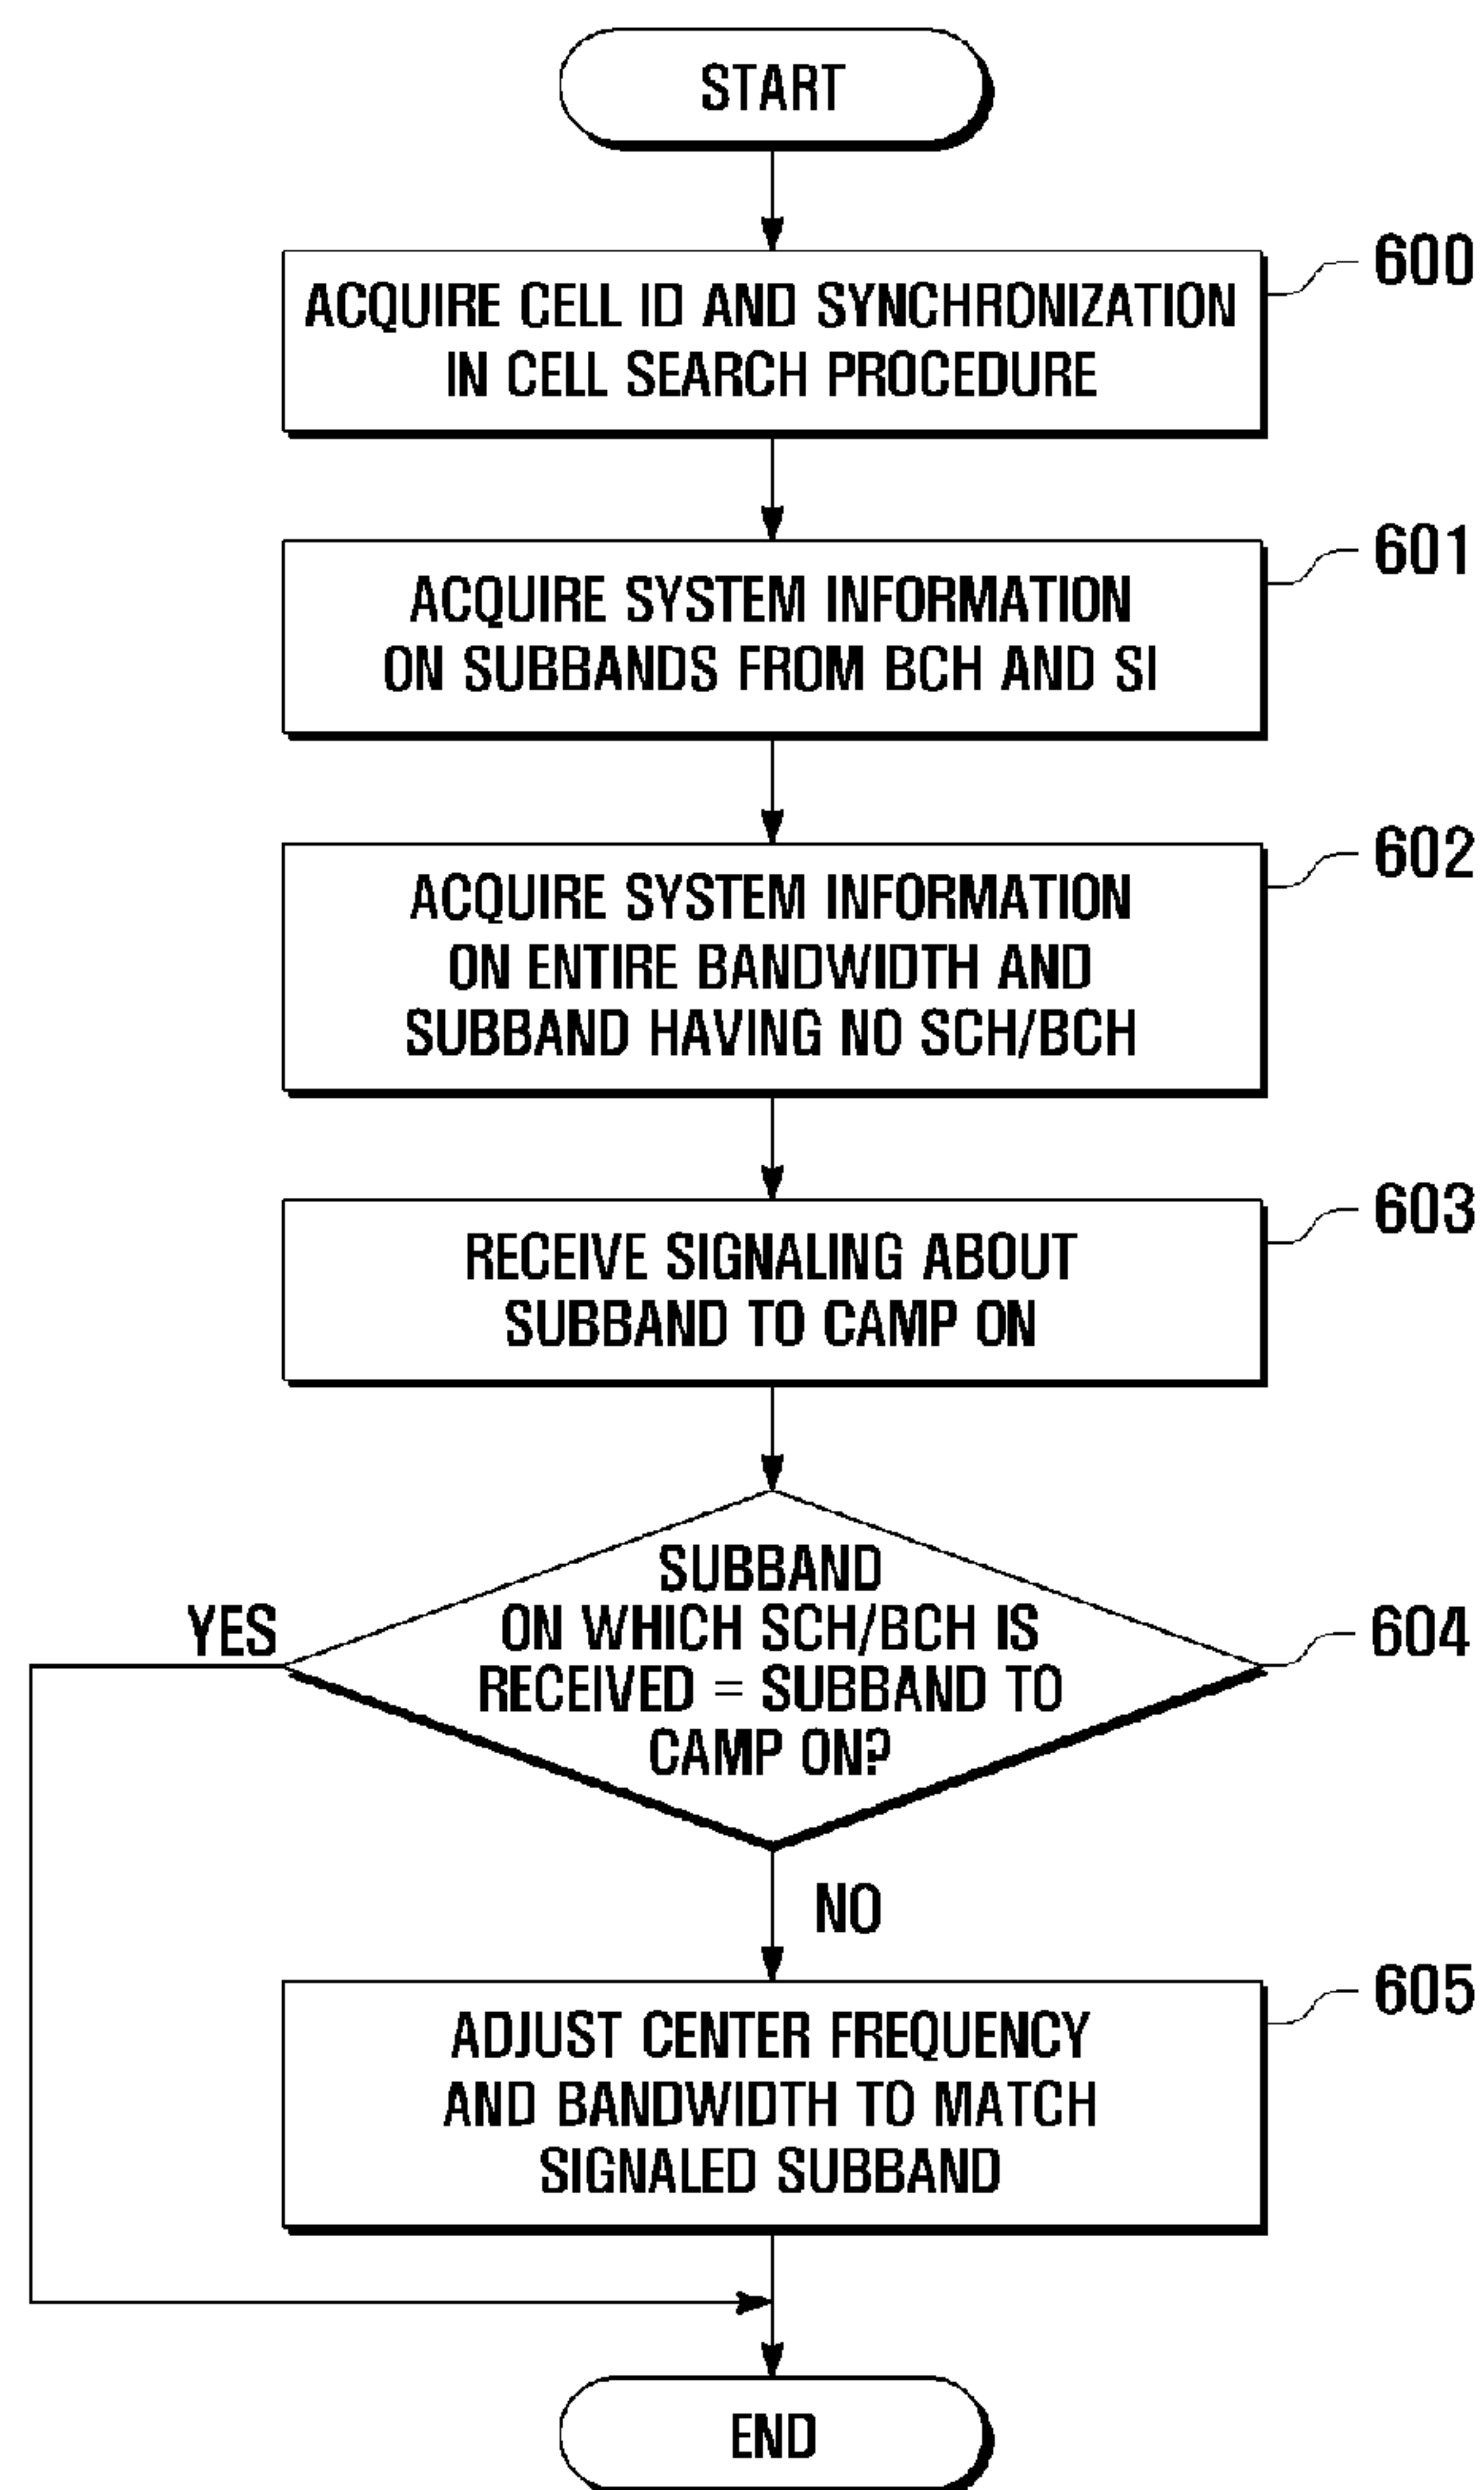 START
600
ACQUIRE CELL ID AND SYNCHRONIZATION
IN CELL SEARCH PROCEDURE
601
ACQUIRE SYSTEM INFORMATION
ON SUBBANDS FROM BCH AND SI
602
ACQUIRE SYSTEM INFORMATION
ON ENTIRE BANDWIDTH AND
SUBBAND HAVING NO SCH/BCH
603
RECEIVE SIGNALING ABOUT
SUBBAND TO CAMP ON
SUBBAND
ON WHICH SCH/BCH IS
RECEIVED = SUBBAND TO
CAMP ON?
YES
604
NO
605
ADJUST CENTER FREQUENCY
AND BANDWIDTH TO MATCH
SIGNALED SUBBAND
END